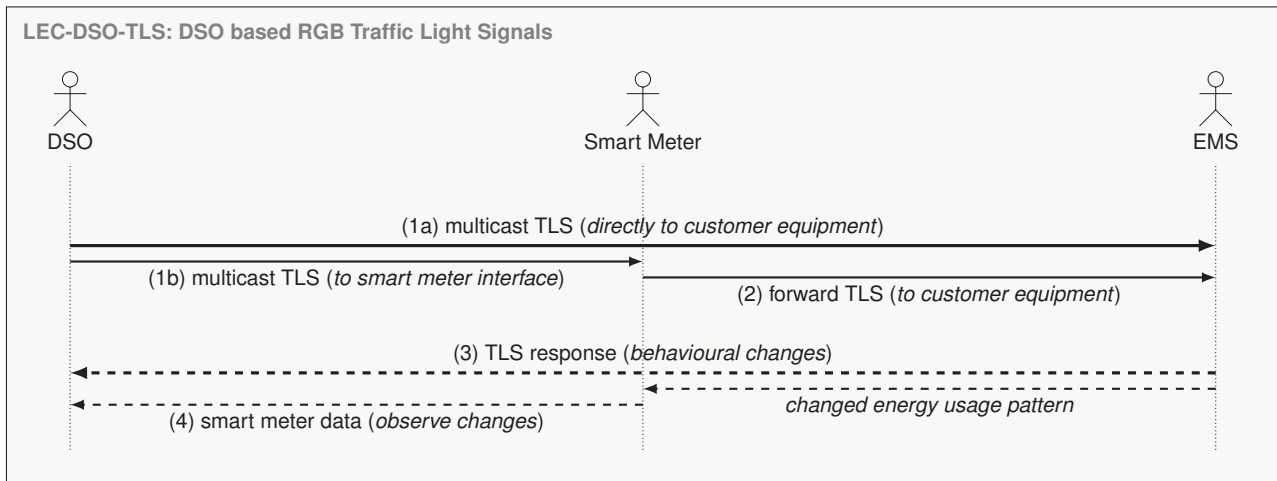 LEC-DSO-TLS: DSO based RGB Traffic Light Signals
DSO
Smart Meter
EMS
(1a) multicast TLS (directly to customer equipment)
(1b) multicast TLS (to smart meter interface)
(2) forward TLS (to customer equipment)
(3) TLS response (behavioural changes)
changed energy usage pattern
(4) smart meter data (observe changes)